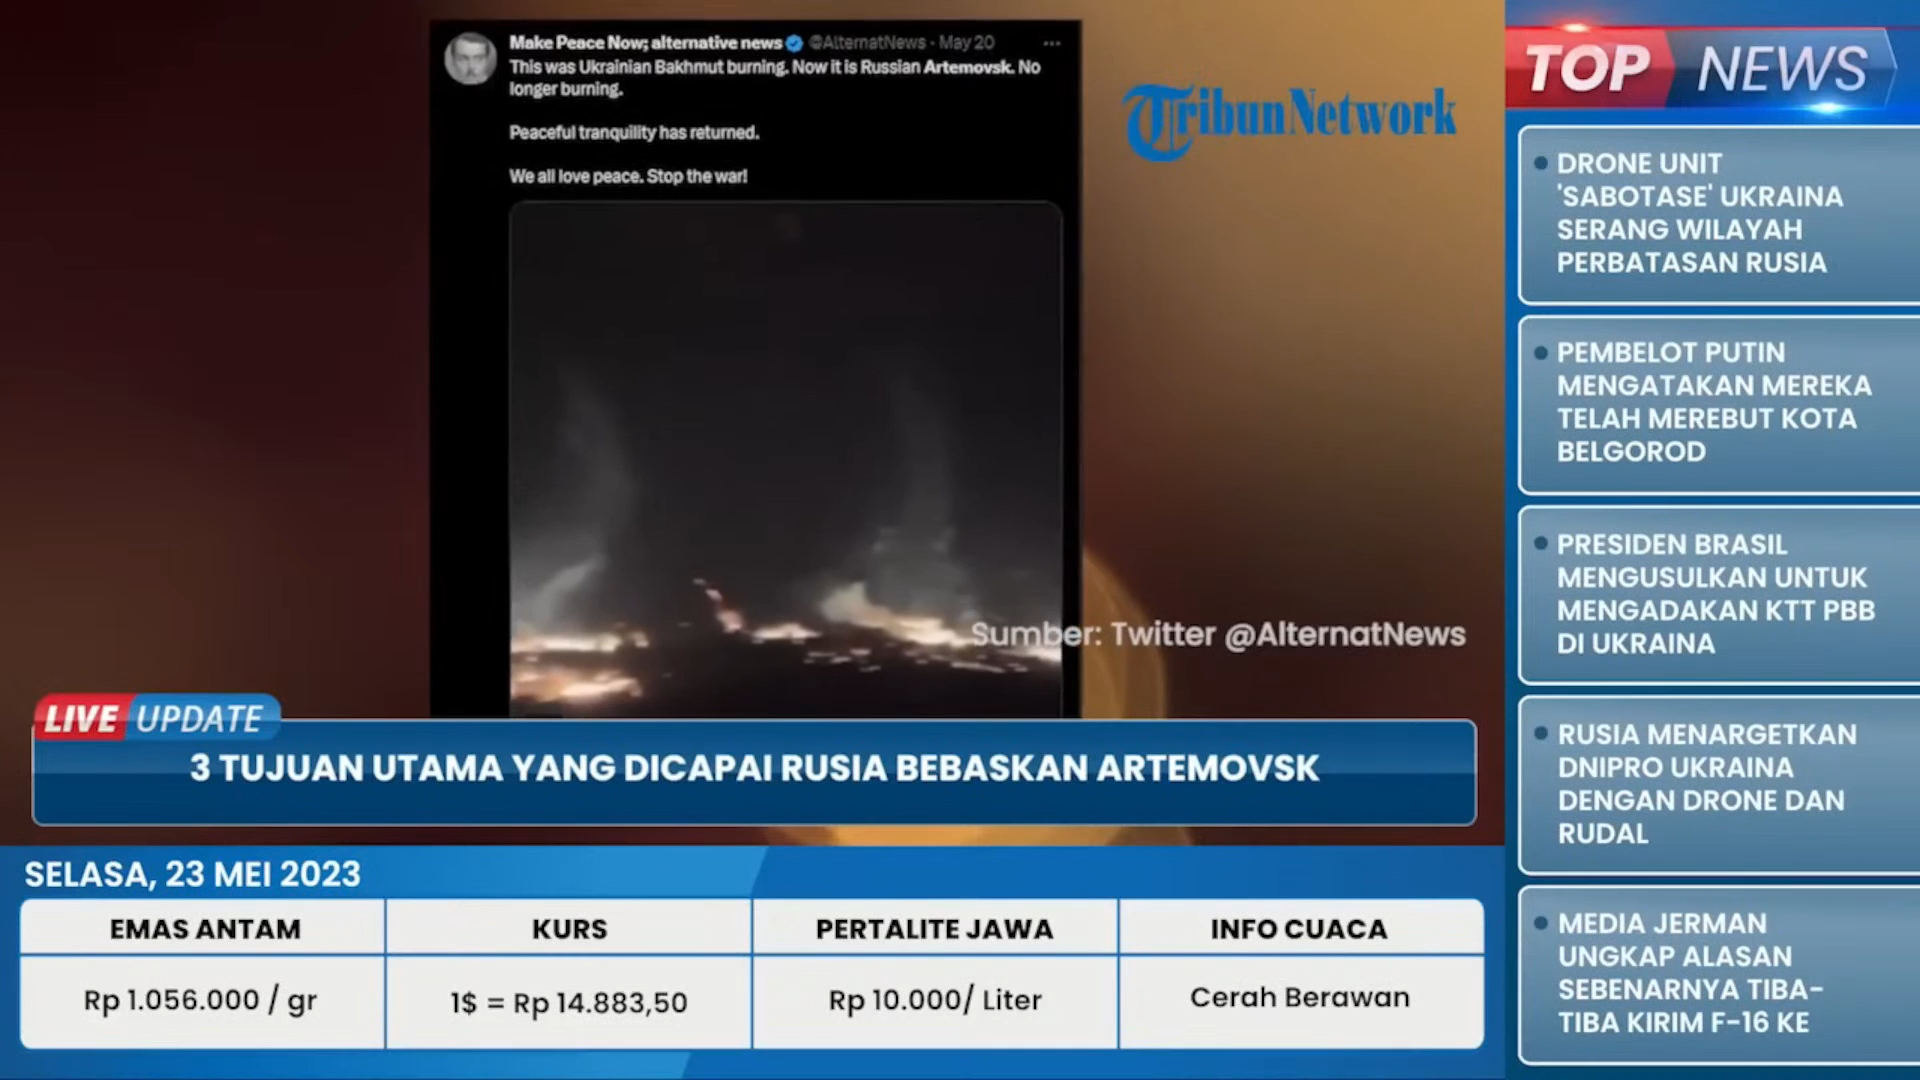 Make Peace Now; alternative news @AlternatNews · May 20
This was Ukrainian Bakhmut burning. Now it is Russian Artemovsk. No
longer burning.
Peaceful tranquility has returned.
We all love peace. Stop the war!
TribunNetwork
Sumber: Twitter @AlternatNews
LIVE UPDATE
3 TUJUAN UTAMA YANG DICAPAI RUSIA BEBASKAN ARTEMOVSK
SELASA, 23 MEI 2023
EMAS ANTAM
KURS
PERTALITE JAWA
INFO CUACA
Rp 1.056.000 / gr
1$ = Rp 14.883,50
Rp 10.000/ Liter
Cerah Berawan
TOP NEWS
DRONE UNIT
'SABOTASE' UKRAINA
SERANG WILAYAH
PERBATASAN RUSIA
PEMBELOT PUTIN
MENGATAKAN MEREKA
TELAH MEREBUT KOTA
BELGOROD
PRESIDEN BRASIL
MENGUSULKAN UNTUK
MENGADAKAN KTT PBB
DI UKRAINA
RUSIA MENARGETKAN
DNIPRO UKRAINA
DENGAN DRONE DAN
RUDAL
MEDIA JERMAN
UNGKAP ALASAN
SEBENARNYA TIBA-
TIBA KIRIM F-16 KE